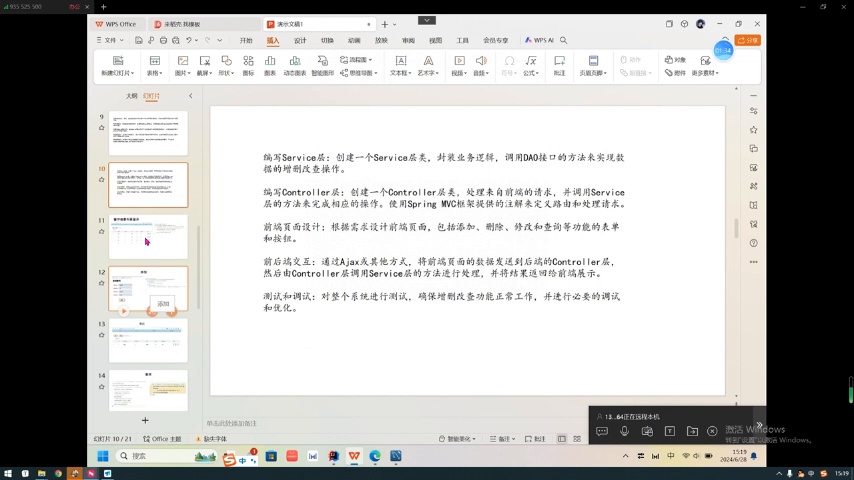 935 525 500
办公
WPS Office
未稻壳 找模板
演示文稿1
文件
开始
插入
设计
切换
动画
放映
审阅
视图
工具
会员专享
WPS AI
01:34
分享
新建幻灯片
表格
图片
截屏
形状
图标
图表
动态图表
智能图形
流程图
思维导图
文本框
艺术字
视频
音频
符号
公式
批注
页眉页脚
动作
超链接
对象
附件
更多素材
大纲
幻灯片
9
10
11
12
添加
13
14
编写Service层：创建一个Service层类，封装业务逻辑，调用DAO接口的方法来实现数
据的增删改查操作。
编写Controller层：创建一个Controller层类，处理来自前端的请求，并调用Service
层的方法来完成相应的操作。使用Spring MVC框架提供的注解来定义路由和处理请求。
前端页面设计：根据需求设计前端页面，包括添加、删除、修改和查询等功能的表单
和按钮。
前后端交互：通过Ajax或其他方式，将前端页面的数据发送到后端的Controller层，
然后由Controller层调用Service层的方法进行处理，并将结果返回给前端展示。
测试和调试：对整个系统进行测试，确保增删改查功能正常工作，并进行必要的调试
和优化。
单击此处添加备注
幻灯片 10 / 21
Office 主题
缺失字体
智能美化
备注
批注
13...64正在远程本机
激活 Windows
转到"设置"以激活 Windows。
搜索
中
15:19
2024/6/28
中
15:19